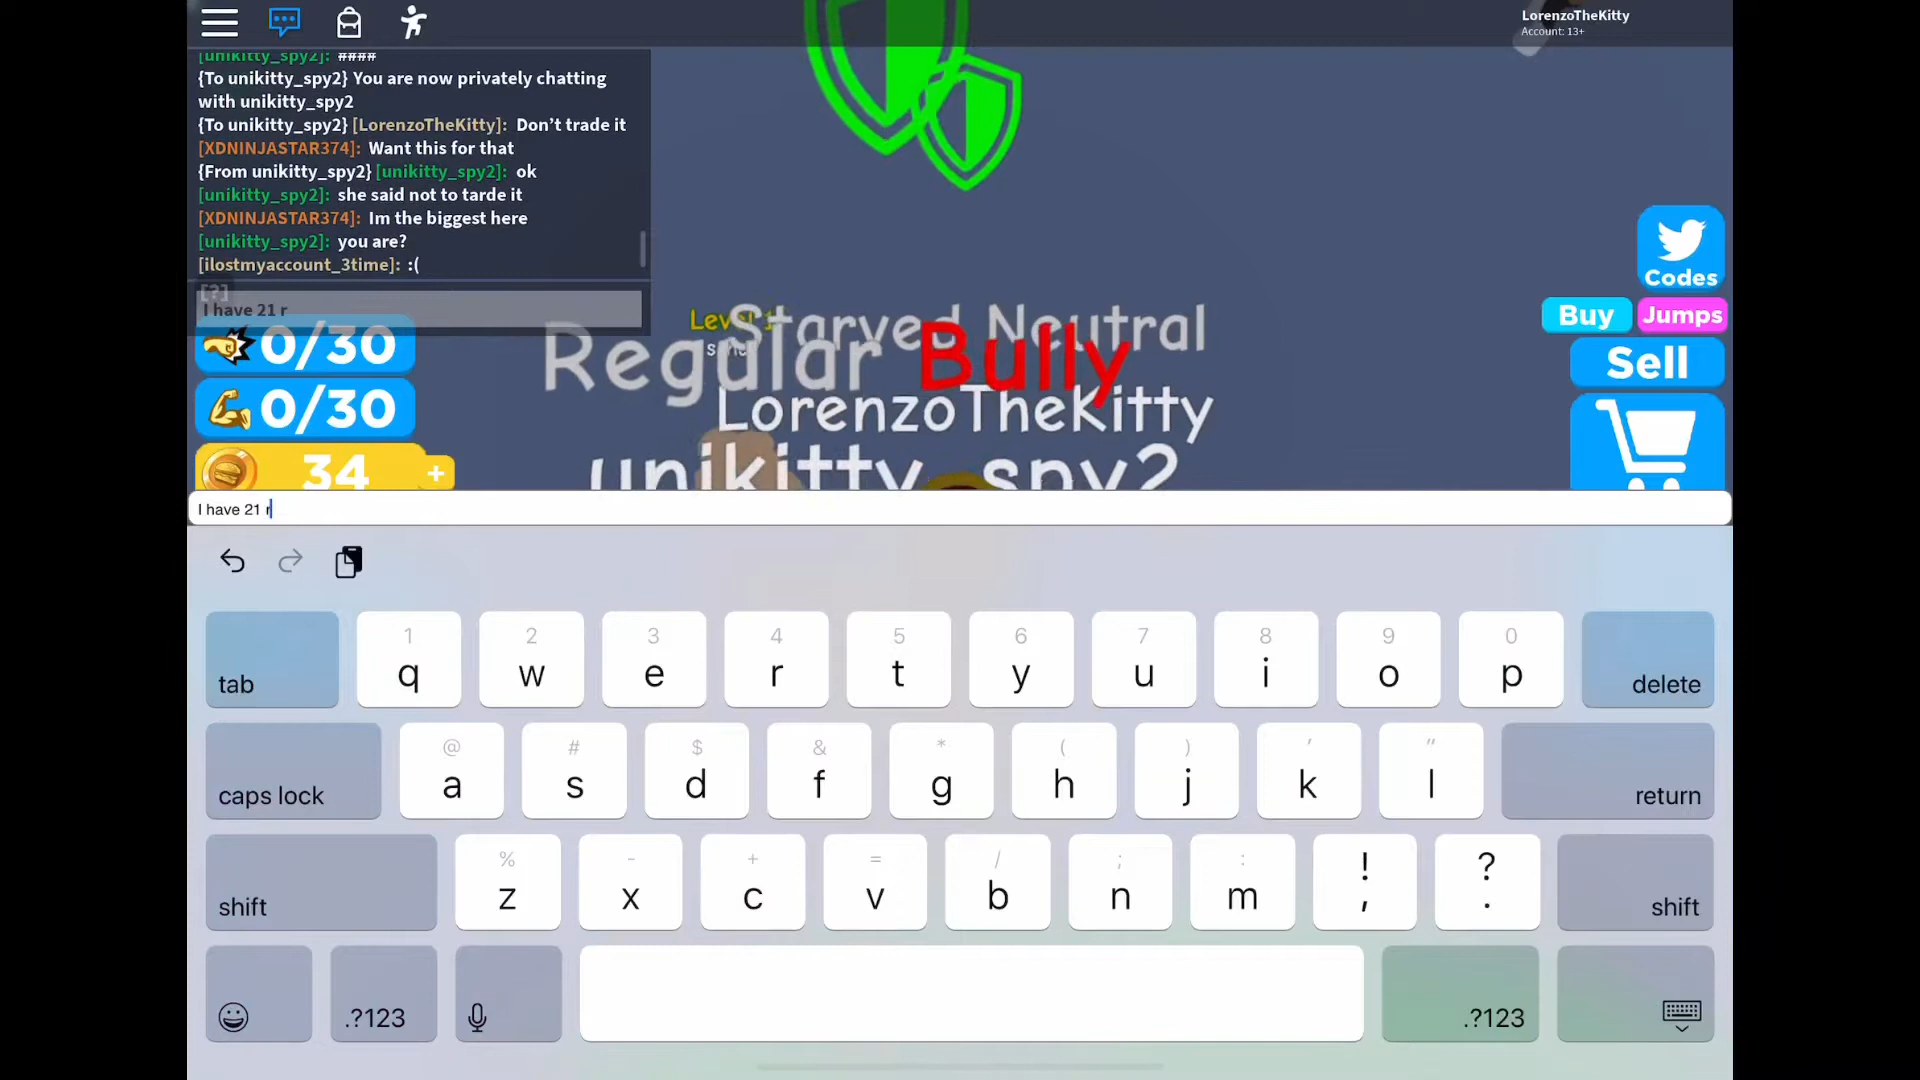 LorenzoTheKitty
Account: 13+
[unikitty_spy2]: ####
{To unikitty_spy2} You are now privately chatting
with unikitty_spy2
{To unikitty_spy2} [LorenzoTheKitty]: Don’t trade it
[XDNINJASTAR374]: Want this for that
{From unikitty_spy2} [unikitty_spy2]: ok
[unikitty_spy2]: she said not to tarde it
[XDNINJASTAR374]: Im the biggest here
[unikitty_spy2]: you are?
[ilostmyaccount_3time]: :(
[?]
I have 21 r
0/30
0/30
34 +
Level 1
Starved Neutral
Regular Bully
LorenzoTheKitty
unikitty_spy2
Codes
Buy Jumps
Sell
I have 21 r
1 2 3 4 5 6 7 8 9 0
tab q w e r t y u i o p delete
@ # $ & * ( ) ' "
caps lock a s d f g h j k l return
% - + = / ; : ! ?
shift z x c v b n m , . shift
.?123 .?123